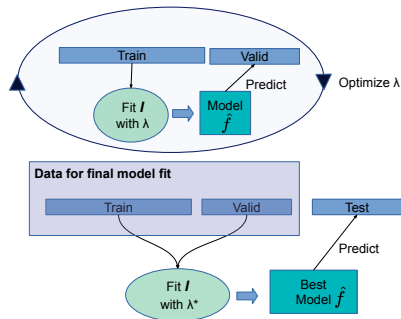 Train
Valid
Predict
Optimize λ
Fit I
with λ
Model
f̂
Data for final model fit
Train
Valid
Test
Predict
Fit I
with λ*
Best
Model f̂